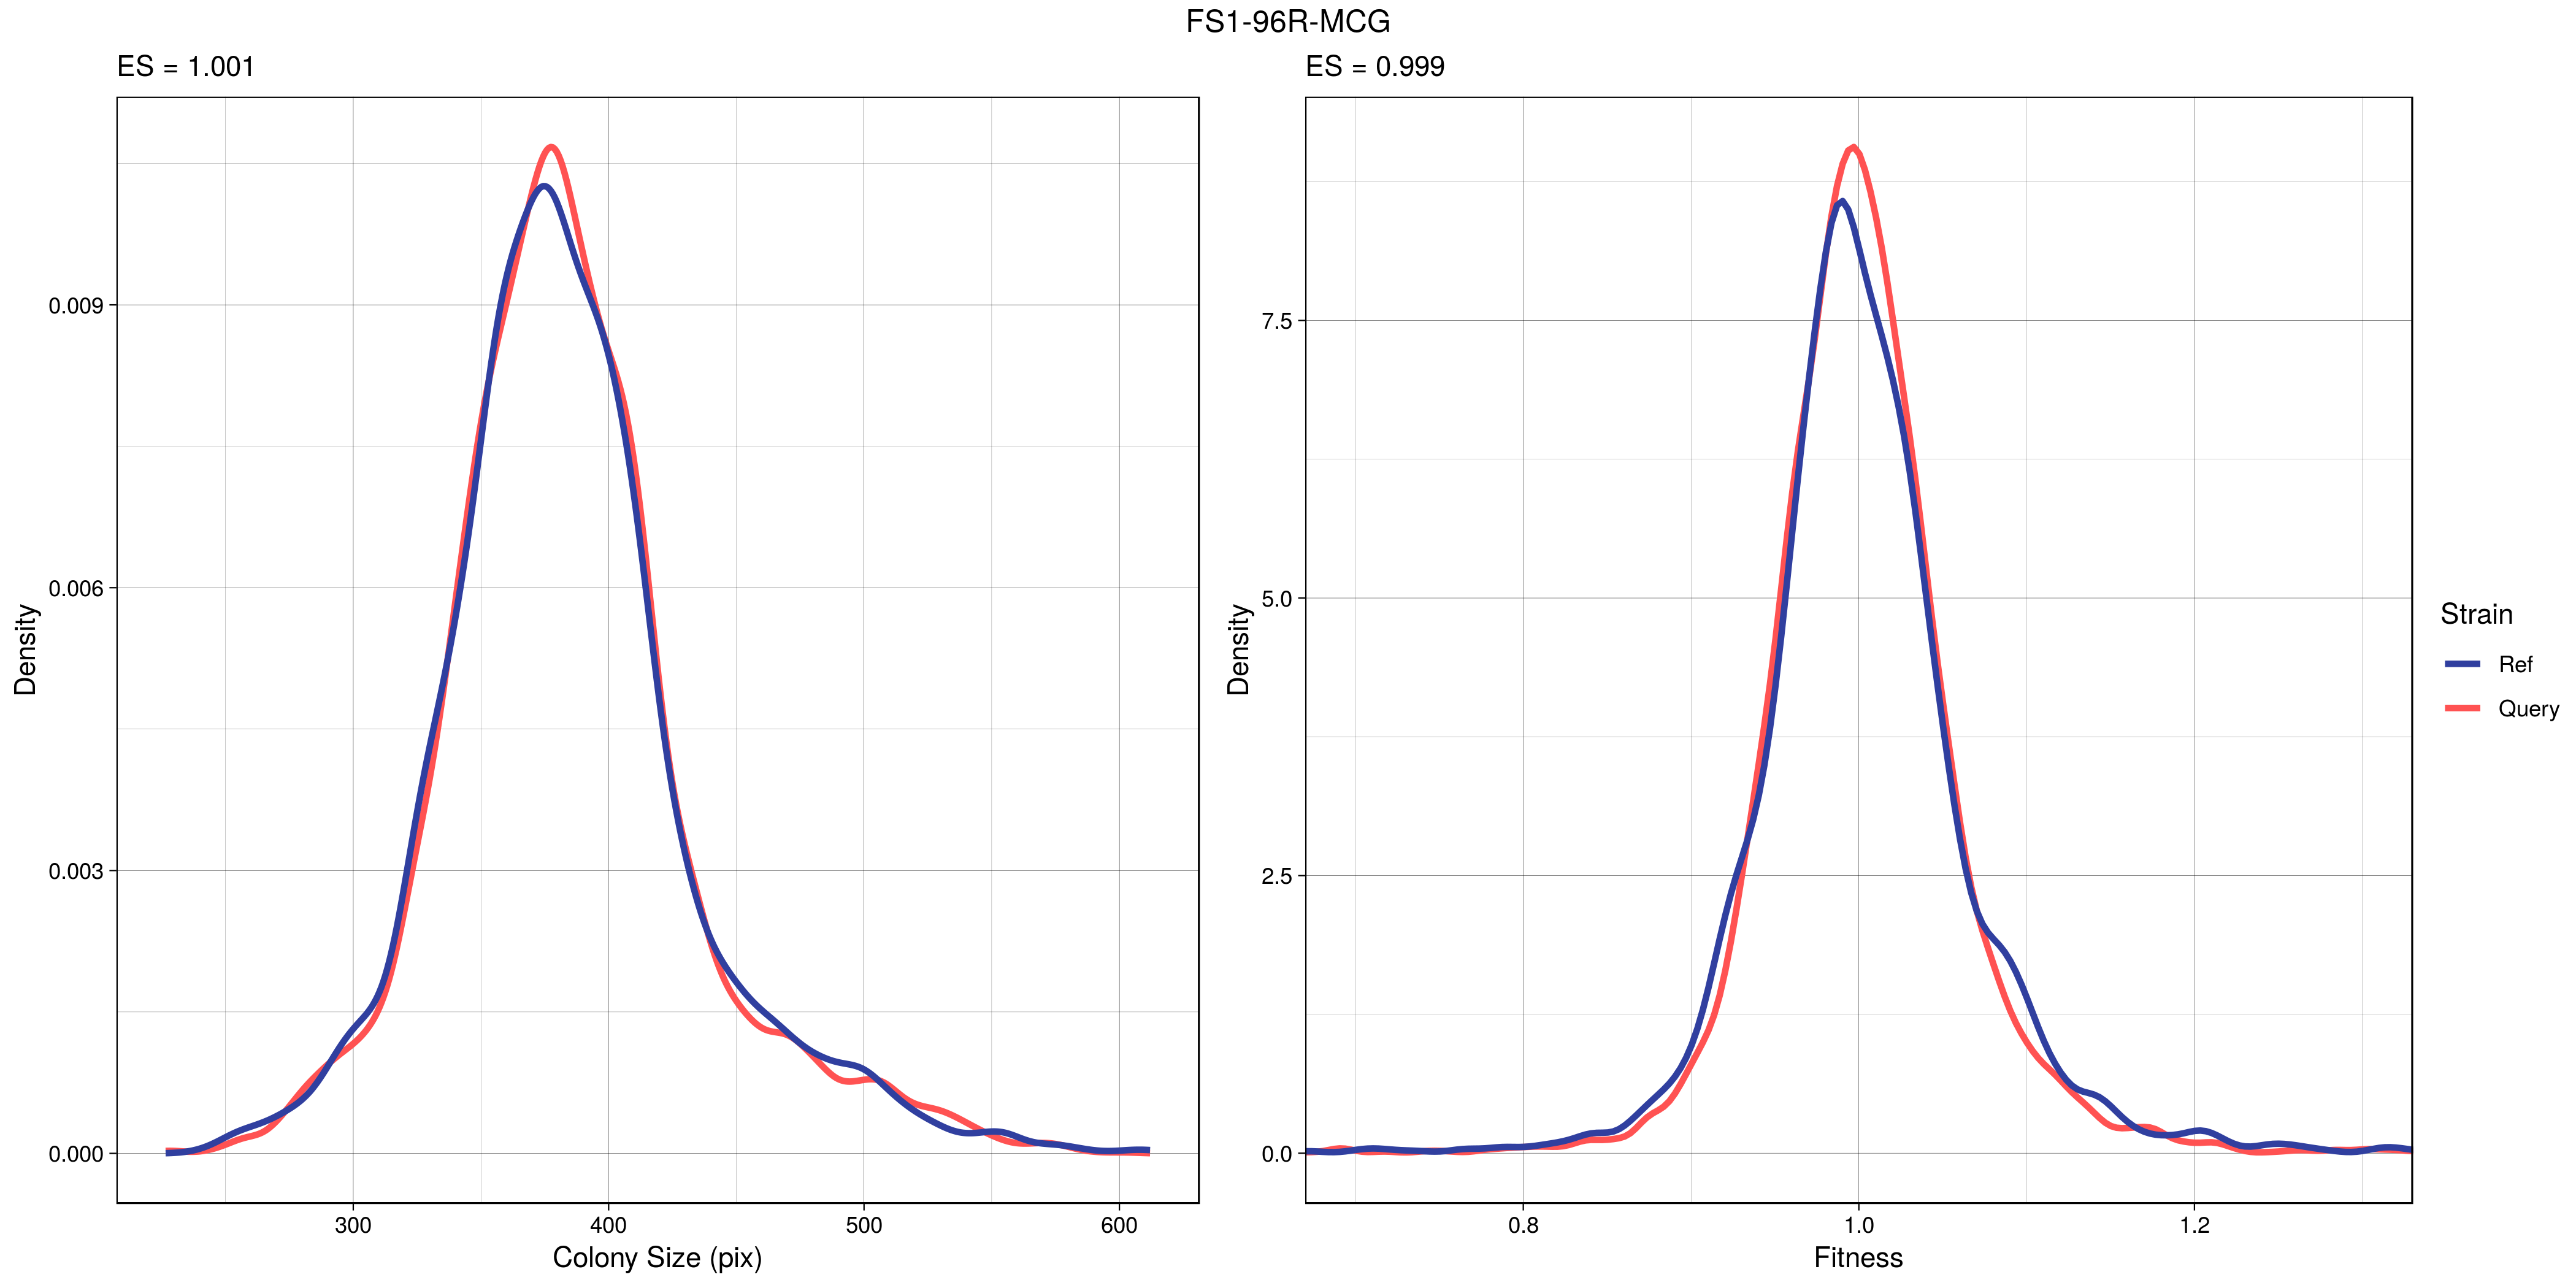 FS1-96R-MCG
ES = 1.001
Density
0.009
0.006
0.003
0.000
300 400 500 600
Colony Size (pix)
ES = 0.999
Density
7.5
5.0
2.5
0.0
0.8 1.0 1.2
Fitness
Strain
Ref
Query